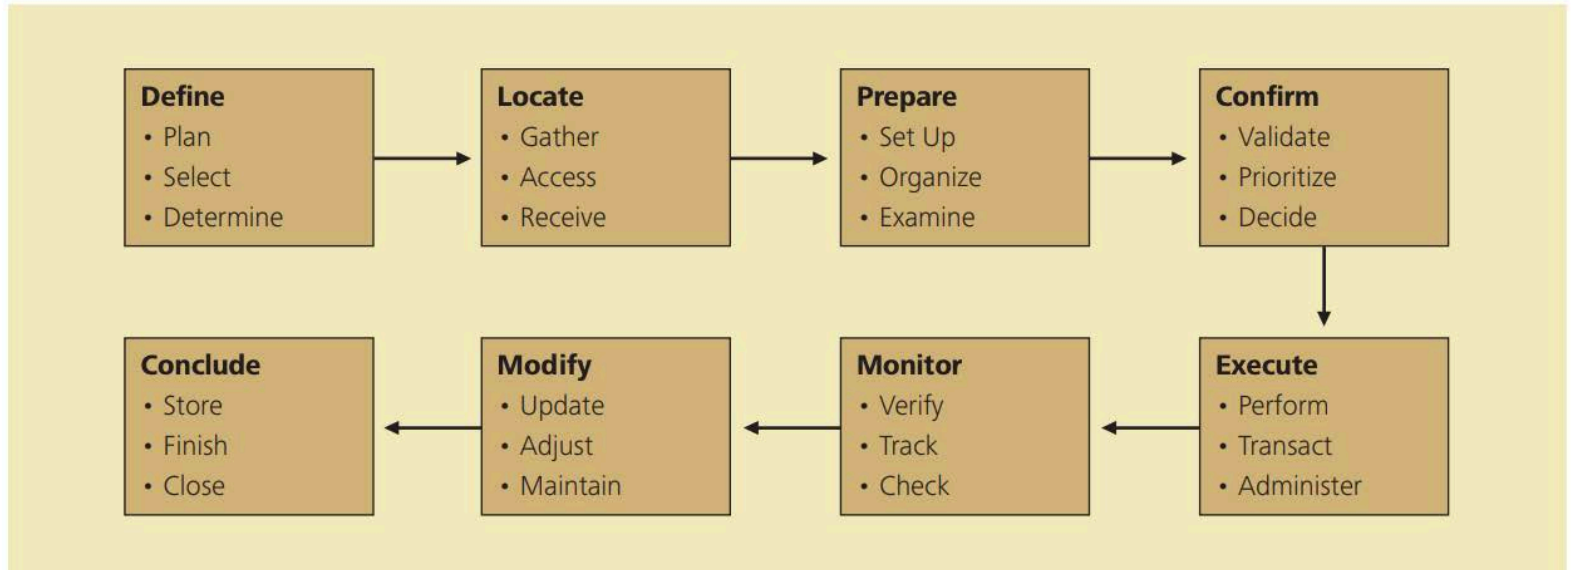 Define
• Plan
• Select
• Determine
Locate
• Gather
• Access
• Receive
Prepare
• Set Up
• Organize
• Examine
Confirm
• Validate
• Prioritize
• Decide
Execute
• Perform
• Transact
• Administer
Monitor
• Verify
• Track
• Check
Modify
• Update
• Adjust
• Maintain
Conclude
• Store
• Finish
• Close